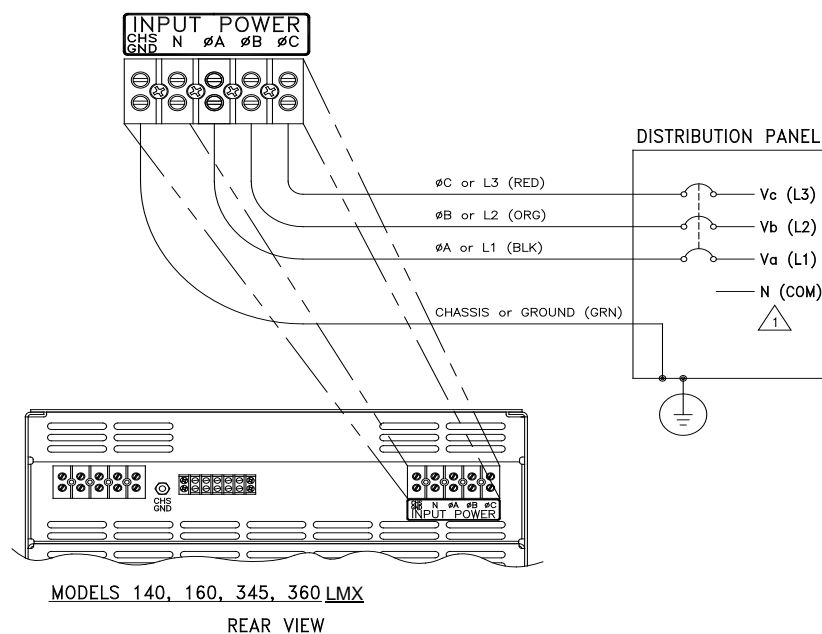 INPUT POWER
CHS
GND N øA øB øC
DISTRIBUTION PANEL
øC or L3 (RED)
Vc (L3)
øB or L2 (ORG)
Vb (L2)
øA or L1 (BLK)
Va (L1)
N (COM)
1
CHASSIS or GROUND (GRN)
CHS
GND
CHS
GND N øA øB øC
INPUT POWER
MODELS 140, 160, 345, 360 LMX
REAR VIEW